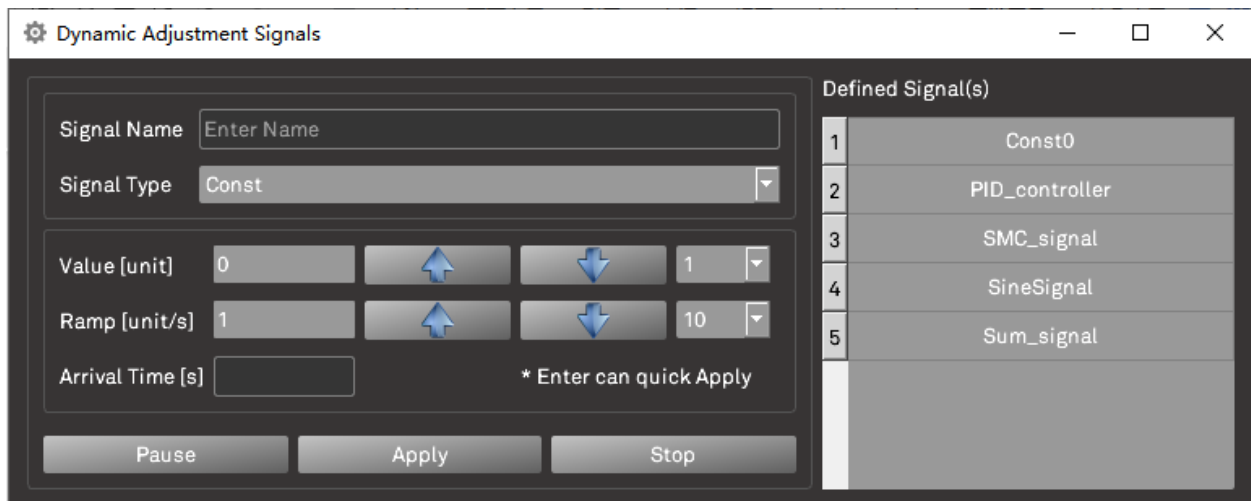 Dynamic Adjustment Signals
Signal Name Enter Name
Signal Type Const
Value [unit] 0 1
Ramp [unit/s] 1 10
Arrival Time [s] * Enter can quick Apply
Pause Apply Stop
Defined Signal(s)
1 Const0
2 PID_controller
3 SMC_signal
4 SineSignal
5 Sum_signal